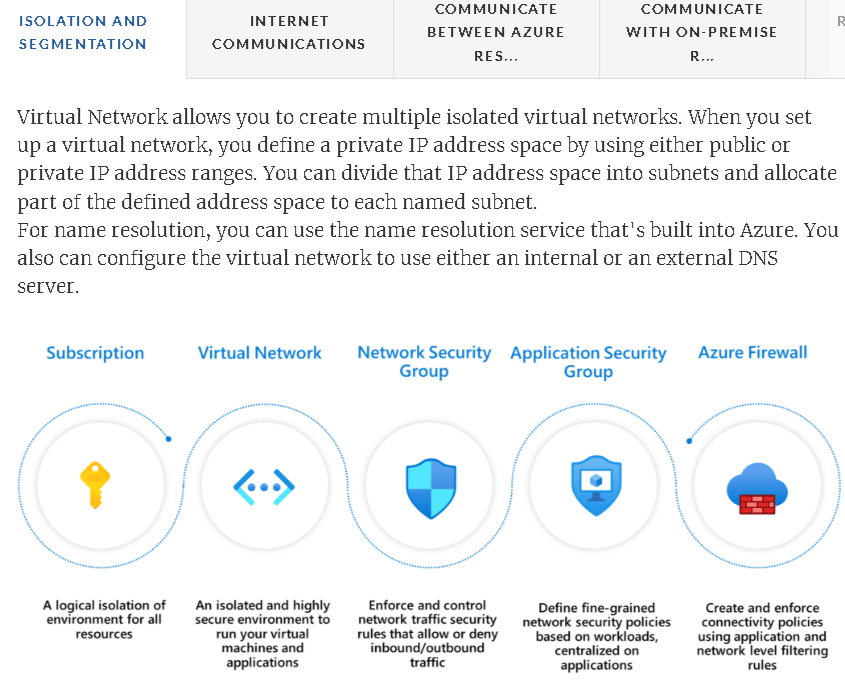 ISOLATION AND
SEGMENTATION
INTERNET
COMMUNICATIONS
COMMUNICATE
BETWEEN AZURE
RES...
COMMUNICATE
WITH ON-PREMISE
R...
R
Virtual Network allows you to create multiple isolated virtual networks. When you set
up a virtual network, you define a private IP address space by using either public or
private IP address ranges. You can divide that IP address space into subnets and allocate
part of the defined address space to each named subnet.
For name resolution, you can use the name resolution service that's built into Azure. You
also can configure the virtual network to use either an internal or an external DNS
server.
Subscription
Virtual Network
Network Security
Group
Application Security
Group
Azure Firewall
A logical isolation of
environment for all
resources
An isolated and highly
secure environment to
run your virtual
machines and
applications
Enforce and control
network traffic security
rules that allow or deny
inbound/outbound
traffic
Define fine-grained
network security policies
based on workloads,
centralized on
applications
Create and enforce
connectivity policies
using application and
network level filtering
rules